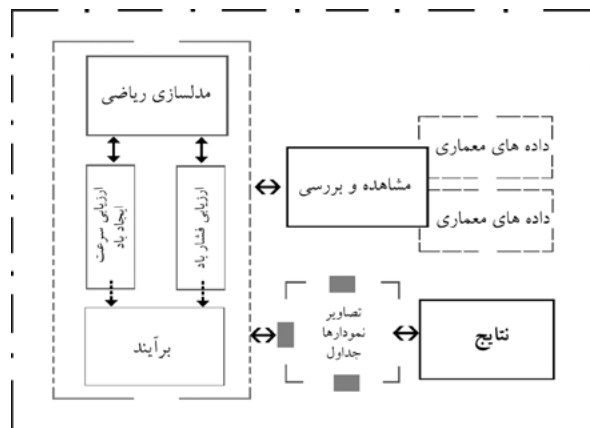 مدلسازی ریاضی
داده های معماری
مشاهده و بررسی
داده های معماری
ارزیابی سرعت
ایجاد باد
ارزیابی فشار باد
تصاویر
نمودارها
جداول
نتایج
برآیند